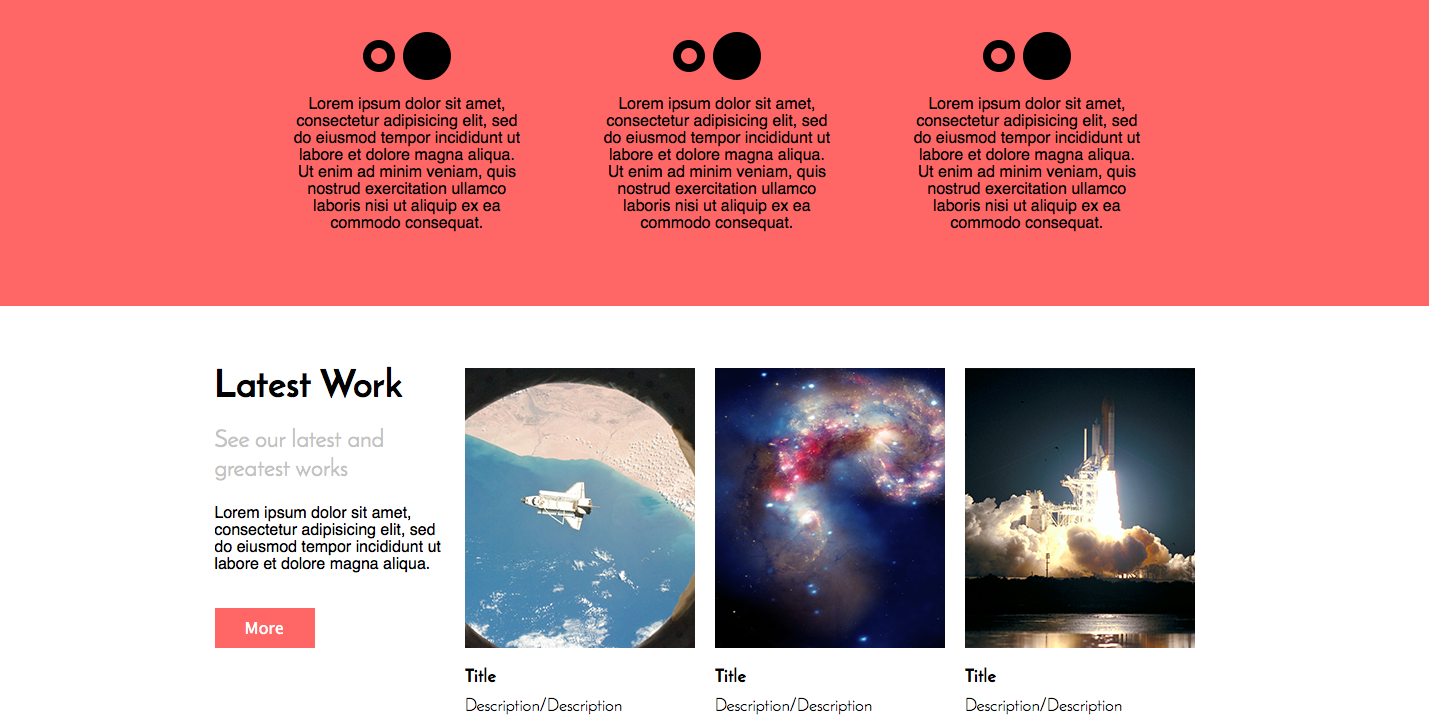 Lorem ipsum dolor sit amet,
consectetur adipisicing elit, sed
do eiusmod tempor incididunt ut
labore et dolore magna aliqua.
Ut enim ad minim veniam, quis
nostrud exercitation ullamco
laboris nisi ut aliquip ex ea
commodo consequat.
Lorem ipsum dolor sit amet,
consectetur adipisicing elit, sed
do eiusmod tempor incididunt ut
labore et dolore magna aliqua.
Ut enim ad minim veniam, quis
nostrud exercitation ullamco
laboris nisi ut aliquip ex ea
commodo consequat.
Lorem ipsum dolor sit amet,
consectetur adipisicing elit, sed
do eiusmod tempor incididunt ut
labore et dolore magna aliqua.
Ut enim ad minim veniam, quis
nostrud exercitation ullamco
laboris nisi ut aliquip ex ea
commodo consequat.
Latest Work
See our latest and
greatest works
Lorem ipsum dolor sit amet,
consectetur adipisicing elit, sed
do eiusmod tempor incididunt ut
labore et dolore magna aliqua.
More
Title
Description/Description
Title
Description/Description
Title
Description/Description